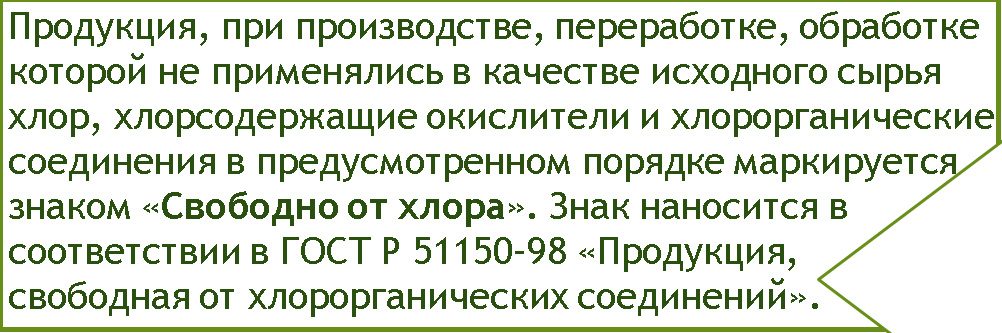 Продукция, при производстве, переработке, обработке
которой не применялись в качестве исходного сырья
хлор, хлорсодержащие окислители и хлорорганические
соединения в предусмотренном порядке маркируется
знаком «Свободно от хлора». Знак наносится в
соответствии в ГОСТ Р 51150-98 «Продукция,
свободная от хлорорганических соединений».